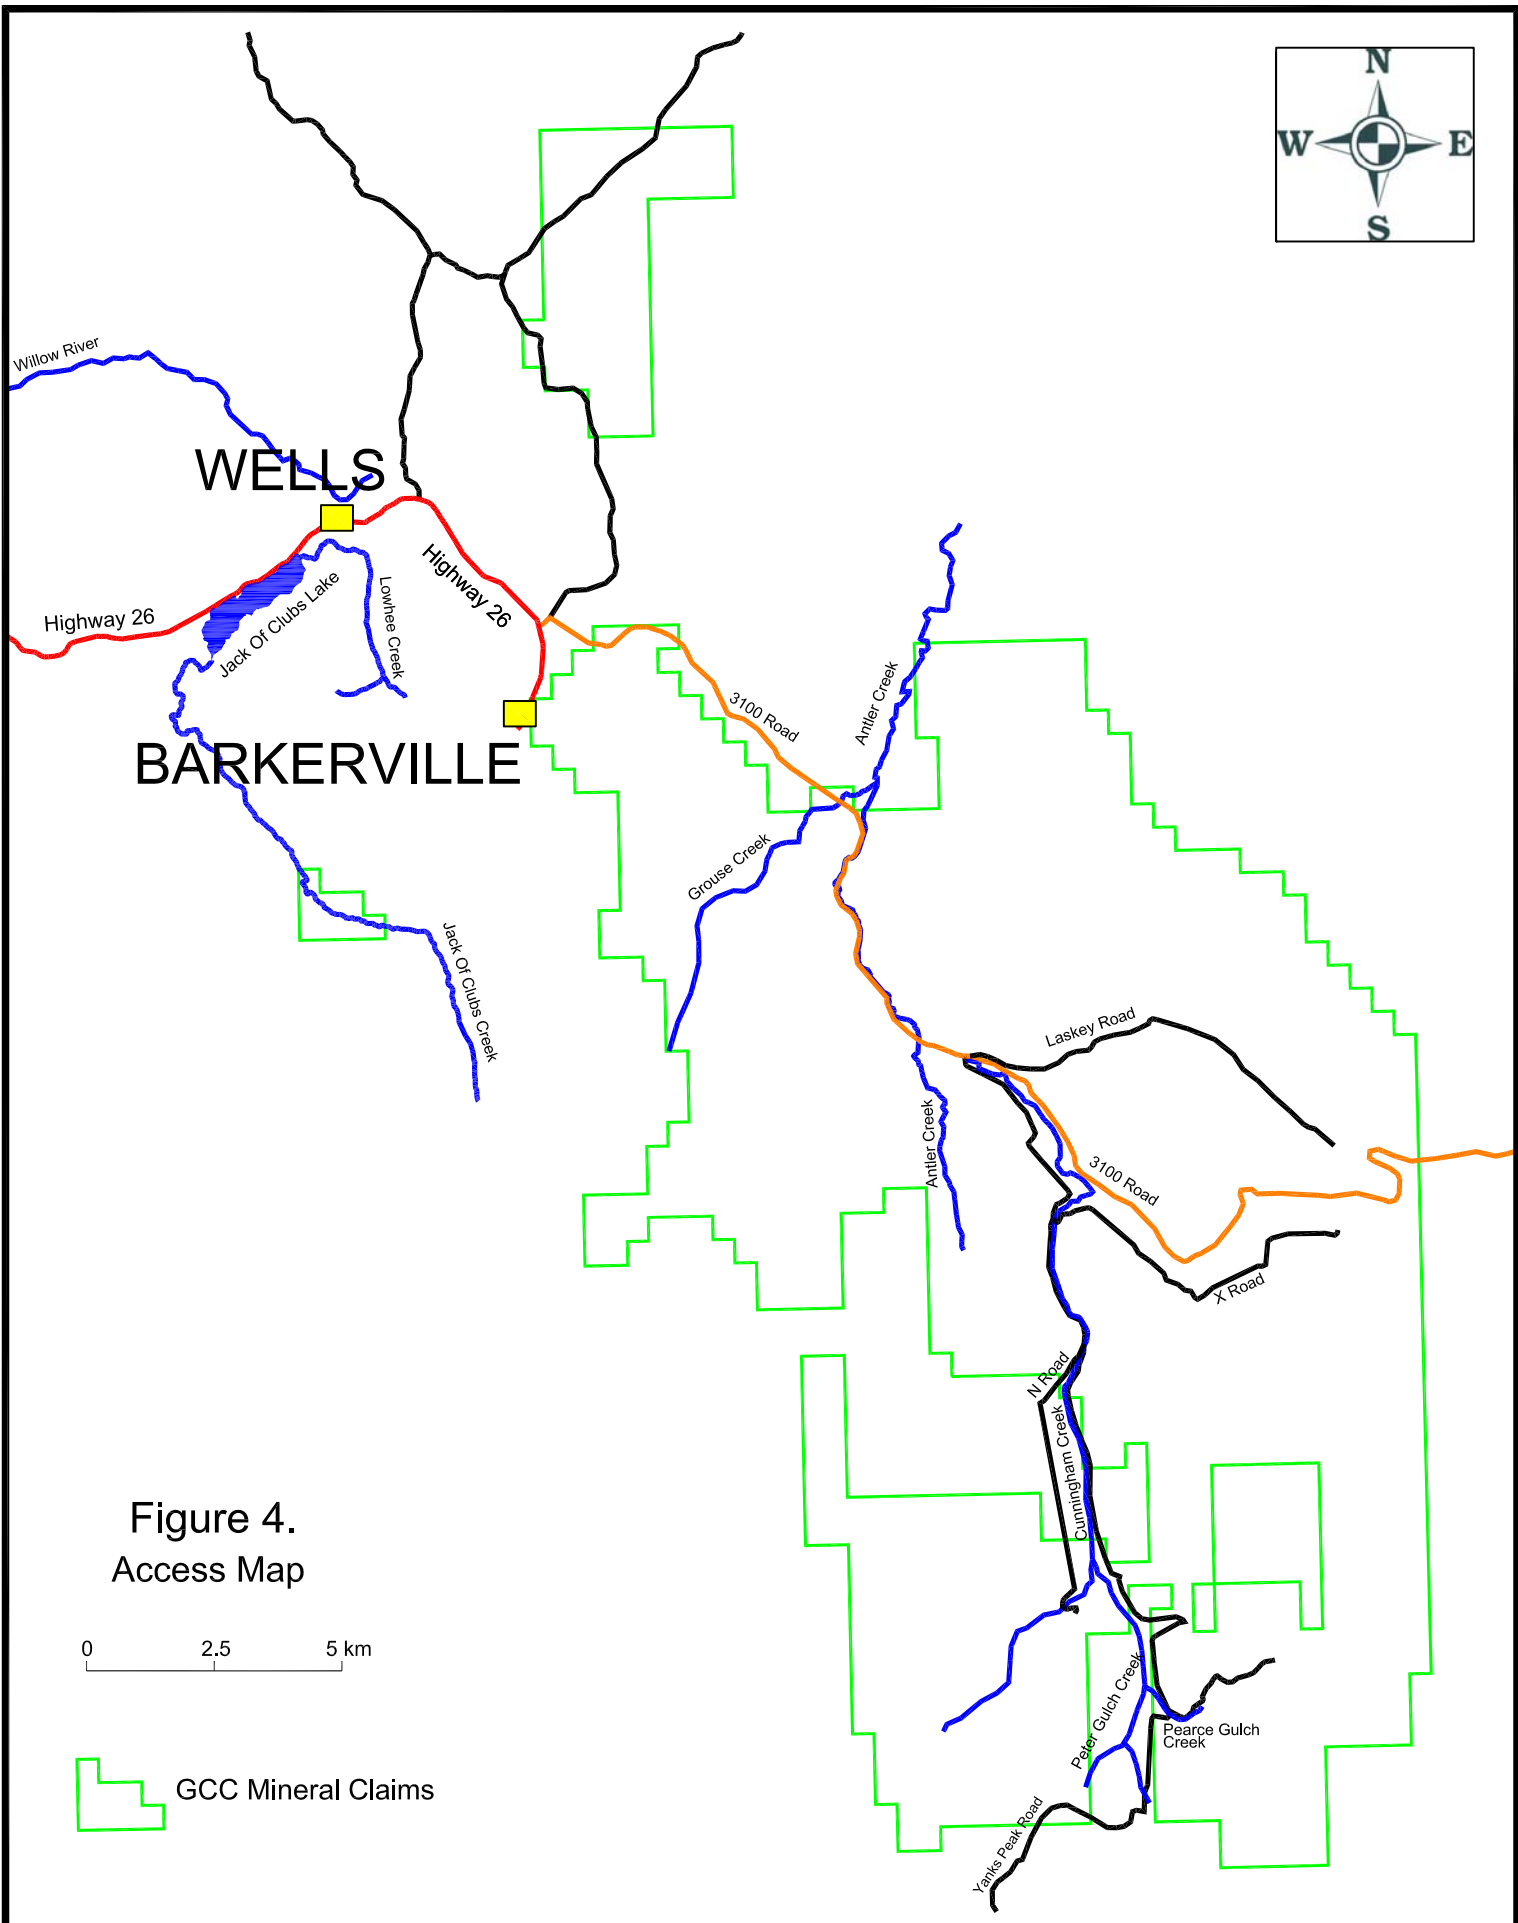 N
W
E
S
Willow River
WELLS
Highway 26
Highway 26
Jack Of Clubs Lake
Lowhee Creek
BARKERVILLE
3100 Road
Antler Creek
Grouse Creek
Jack Of Clubs Creek
Laskey Road
Antler Creek
3100 Road
X Road
N Road
Cunningham Creek
Figure 4.
Access Map
0 2.5 5 km
Peter Gulch Creek
Pearce Gulch
Creek
GCC Mineral Claims
Yanks Peak Road